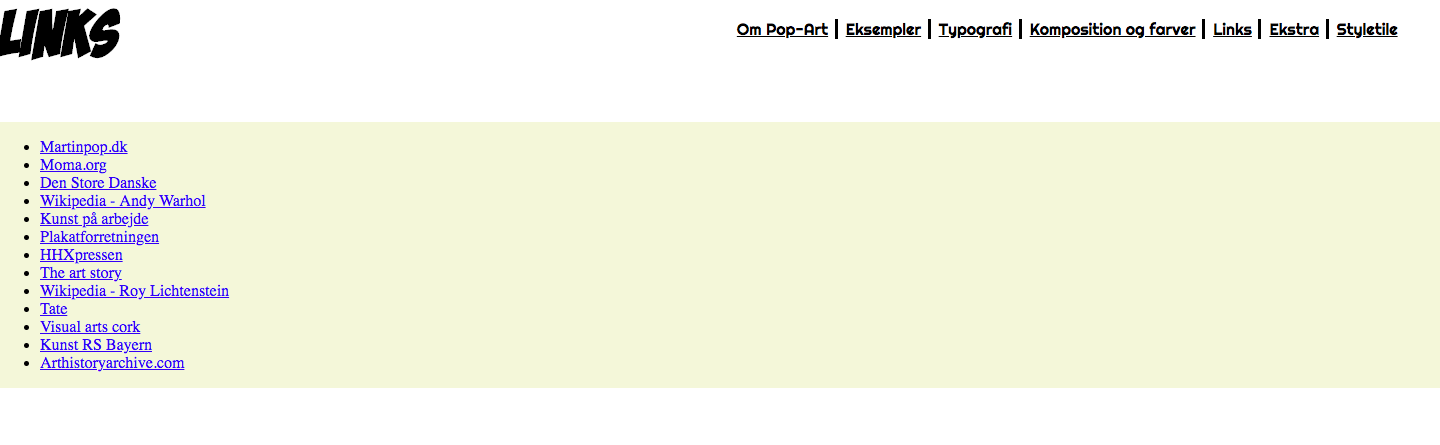 LINKS
Om Pop-Art | Eksempler | Typografi | Komposition og farver | Links | Ekstra | Styletile
Martinpop.dk
Moma.org
Den Store Danske
Wikipedia - Andy Warhol
Kunst på arbejde
Plakatforretningen
HHXpressen
The art story
Wikipedia - Roy Lichtenstein
Tate
Visual arts cork
Kunst RS Bayern
Arthistoryarchive.com